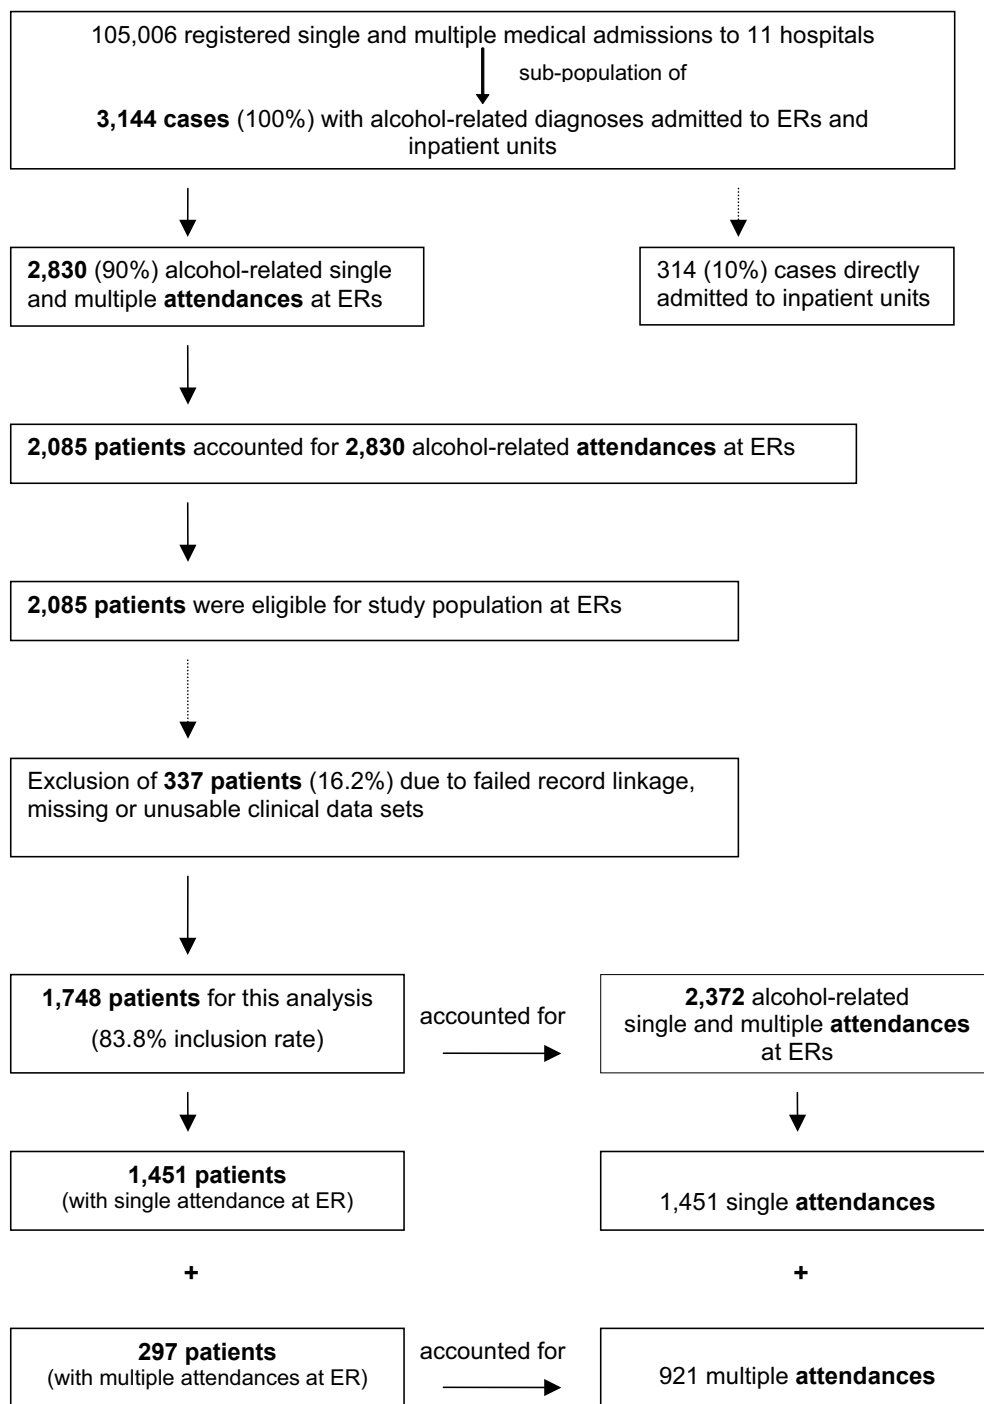 105,006 registered single and multiple medical admissions to 11 hospitals
sub-population of
3,144 cases (100%) with alcohol-related diagnoses admitted to ERs and
inpatient units
2,830 (90%) alcohol-related single
and multiple attendances at ERs
314 (10%) cases directly
admitted to inpatient units
2,085 patients accounted for 2,830 alcohol-related attendances at ERs
2,085 patients were eligible for study population at ERs
Exclusion of 337 patients (16.2%) due to failed record linkage,
missing or unusable clinical data sets
1,748 patients for this analysis
(83.8% inclusion rate)
accounted for
2,372 alcohol-related
single and multiple attendances
at ERs
1,451 patients
(with single attendance at ER)
1,451 single attendances
+
+
297 patients
(with multiple attendances at ER)
accounted for
921 multiple attendances